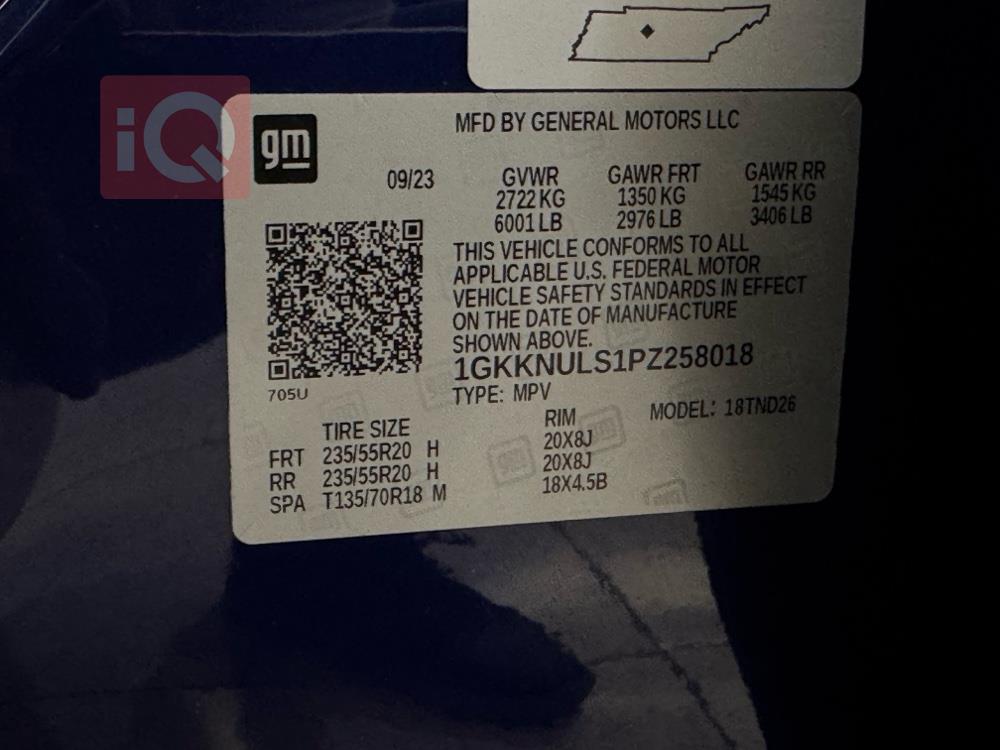 iQ
gm
MFD BY GENERAL MOTORS LLC
09/23 GVWR GAWR FRT GAWR RR
2722 KG 1350 KG 1545 KG
6001 LB 2976 LB 3406 LB
THIS VEHICLE CONFORMS TO ALL
APPLICABLE U.S. FEDERAL MOTOR
VEHICLE SAFETY STANDARDS IN EFFECT
ON THE DATE OF MANUFACTURE
SHOWN ABOVE.
1GKKNULS1PZ258018
705U
TYPE: MPV
MODEL: 18TND26
TIRE SIZE RIM
FRT 235/55R20 H 20X8J
RR 235/55R20 H 20X8J
SPA T135/70R18 M 18X4.5B